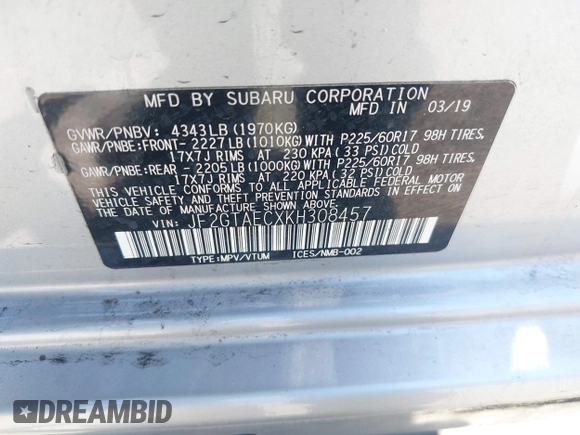 MFD BY SUBARU CORPORATION
MFD IN 03/19
GVWR/PNBV: 4343LB(1970KG)
GAWR/PNBE:FRONT- 2227LB(1010KG)WITH P225/60R17 98H TIRES,
17X7J RIMS AT 230 KPA(33 PSI)COLD
GAWR/PNBE:REAR - 2205LB(1000KG)WITH P225/60R17 98H TIRES,
17X7J RIMS AT 220 KPA(32 PSI)COLD
THIS VEHICLE CONFORMS TO ALL APPLICABLE FEDERAL MOTOR
VEHICLE SAFETY AND BUMPER STANDARDS IN EFFECT ON
THE DATE OF MANUFACTURE SHOWN ABOVE.
VIN: JF2GTAECXKH308457
TYPE:MPV/VTUM ICES/NMB-002
DREAMBID